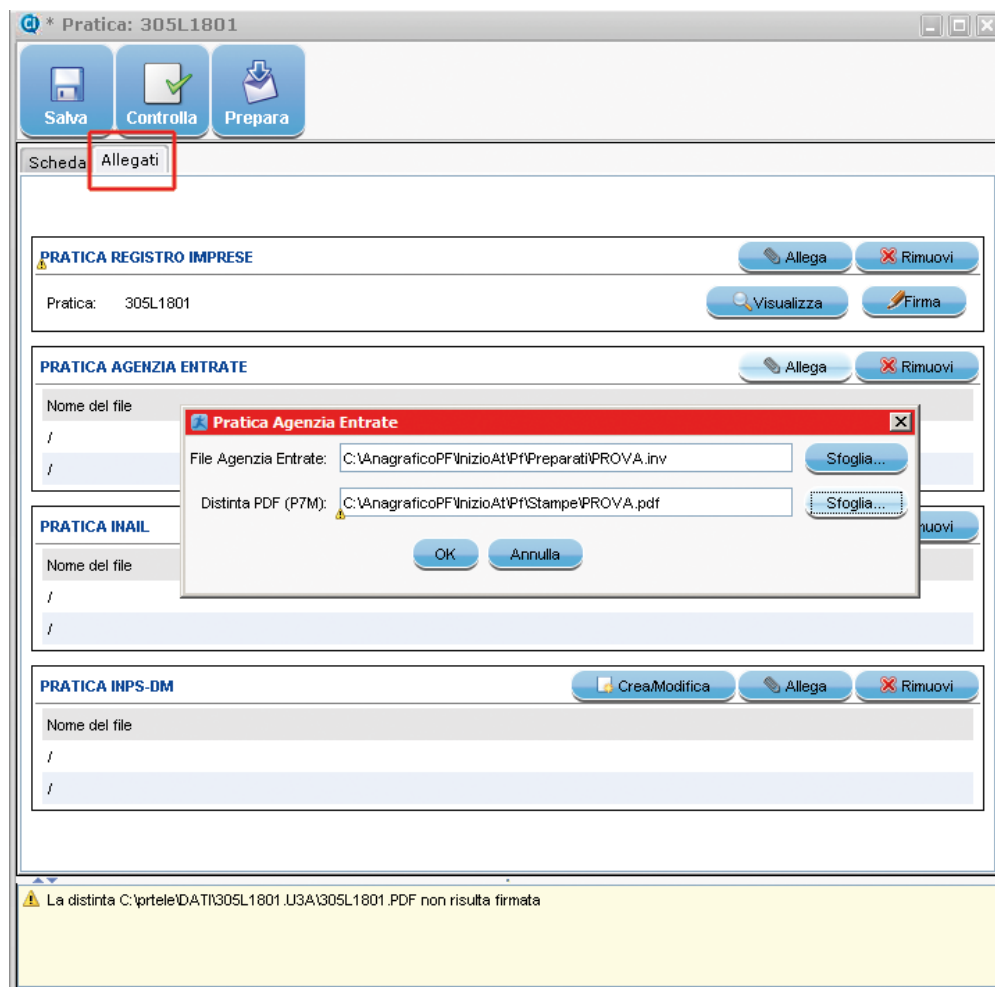 * Pratica: 305L1801
Salva Controlla Prepara
Scheda Allegati
PRATICA REGISTRO IMPRESE Allega Rimuovi
Pratica: 305L1801 Visualizza Firma
PRATICA AGENZIA ENTRATE Allega Rimuovi
Nome del file
/
/
Pratica Agenzia Entrate
File Agenzia Entrate: C:\AnagraficoPF\InizioAt\Pf\Preparati\PROVA.inv Sfoglia...
Distinta PDF (P7M): C:\AnagraficoPF\InizioAt\Pf\Stampe\PROVA.pdf Sfoglia...
OK Annulla
PRATICA INAIL nuovi
Nome del file
/
/
PRATICA INPS-DM Crea/Modifica Allega Rimuovi
Nome del file
/
/
La distinta C:\prtele\DATI\305L1801.U3A\305L1801.PDF non risulta firmata